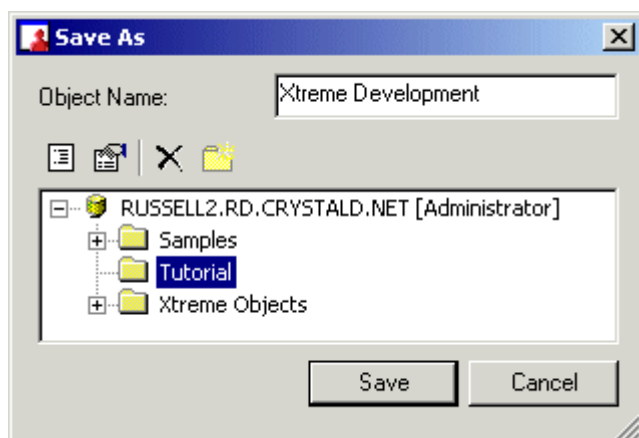 Save As
Object Name: Xtreme Development
RUSSELL2.RD.CRYSTALD.NET [Administrator]
Samples
Tutorial
Xtreme Objects
Save Cancel